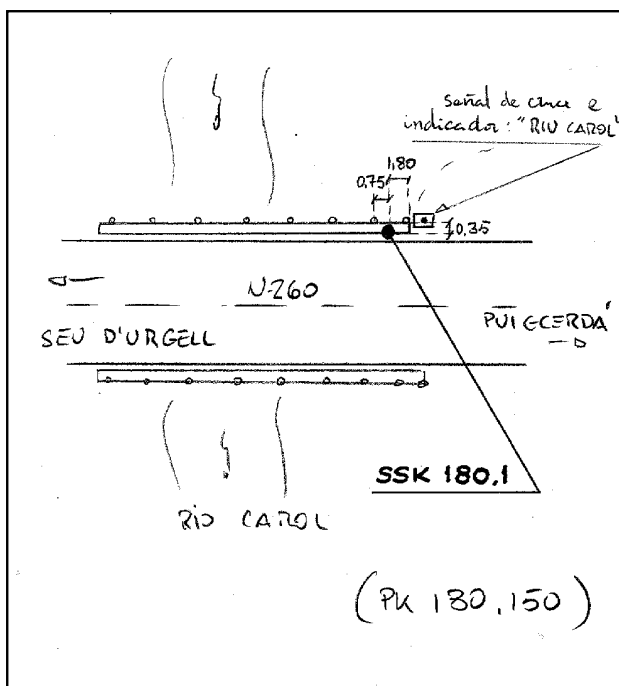 señal de cruce e
indicador: "RIU CAROL"
1,80
0,75
0,35
N-260
SEU D'URGELL
PUIGCERDÁ
SSK 180.1
RIO CAROL
(PK 180,150)